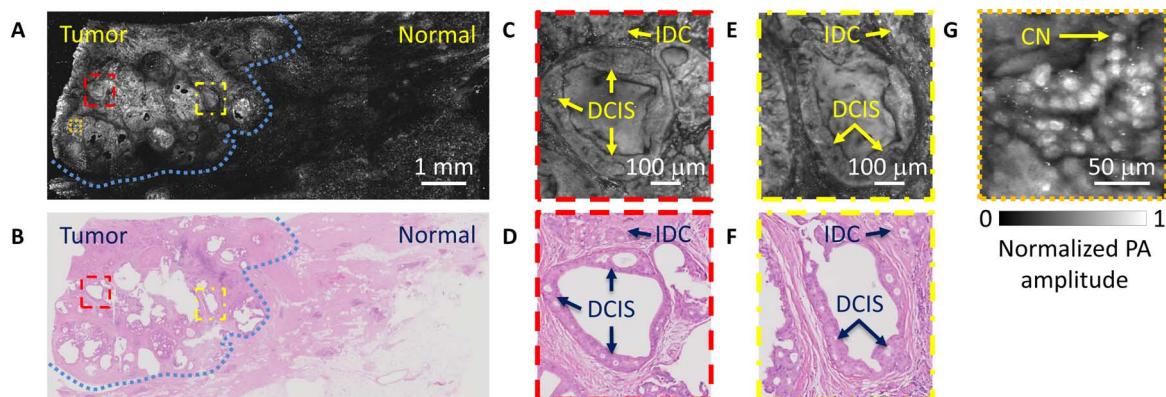 A
Tumor
Normal
1 mm
B
Tumor
Normal
C
IDC
DCIS
100 μm
D
IDC
DCIS
E
IDC
DCIS
100 μm
F
IDC
DCIS
G
CN
50 μm
0
1
Normalized PA
amplitude